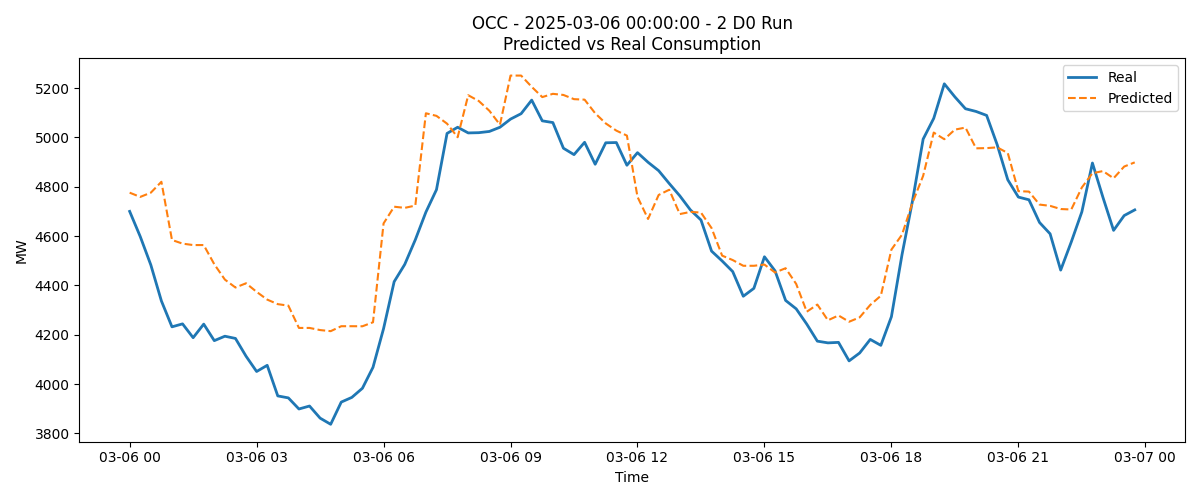 OCC - 2025-03-06 00:00:00 - 2 D0 Run
Predicted vs Real Consumption
Real
Predicted
MW
5200
5000
4800
4600
4400
4200
4000
3800
03-06 00
03-06 03
03-06 06
03-06 09
03-06 12
03-06 15
03-06 18
03-06 21
03-07 00
Time